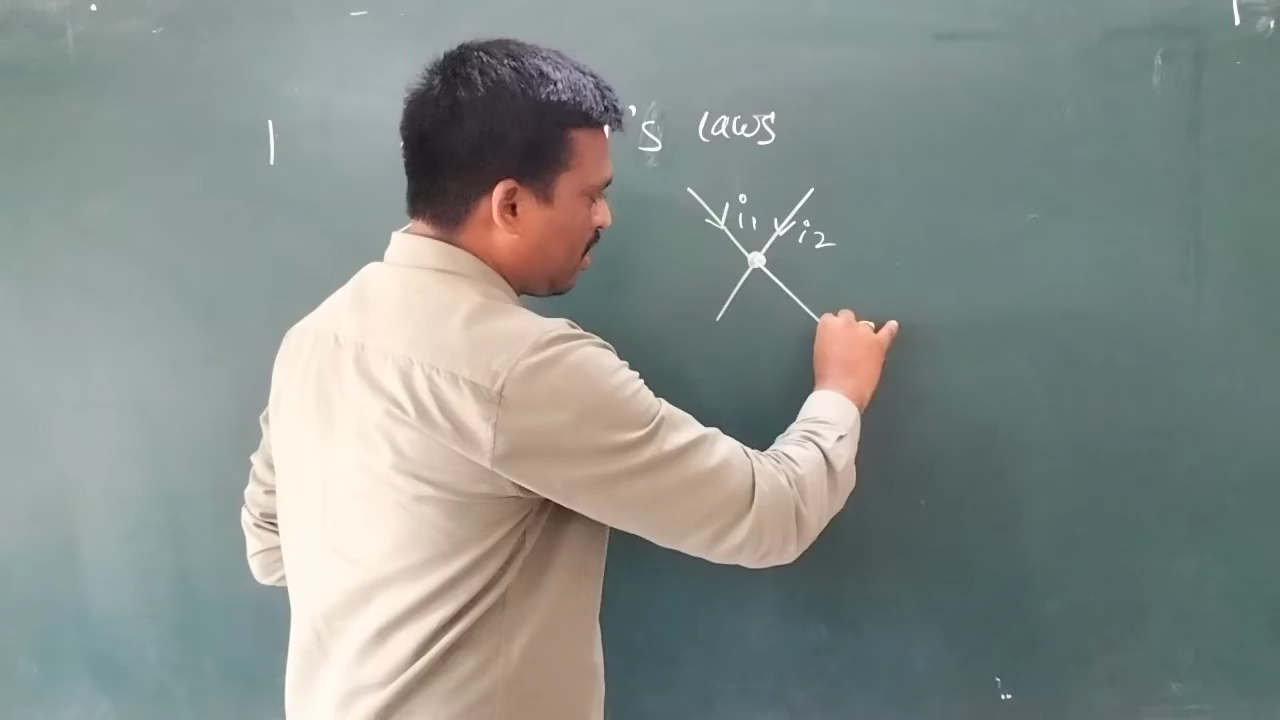 's laws
i₁
i₂